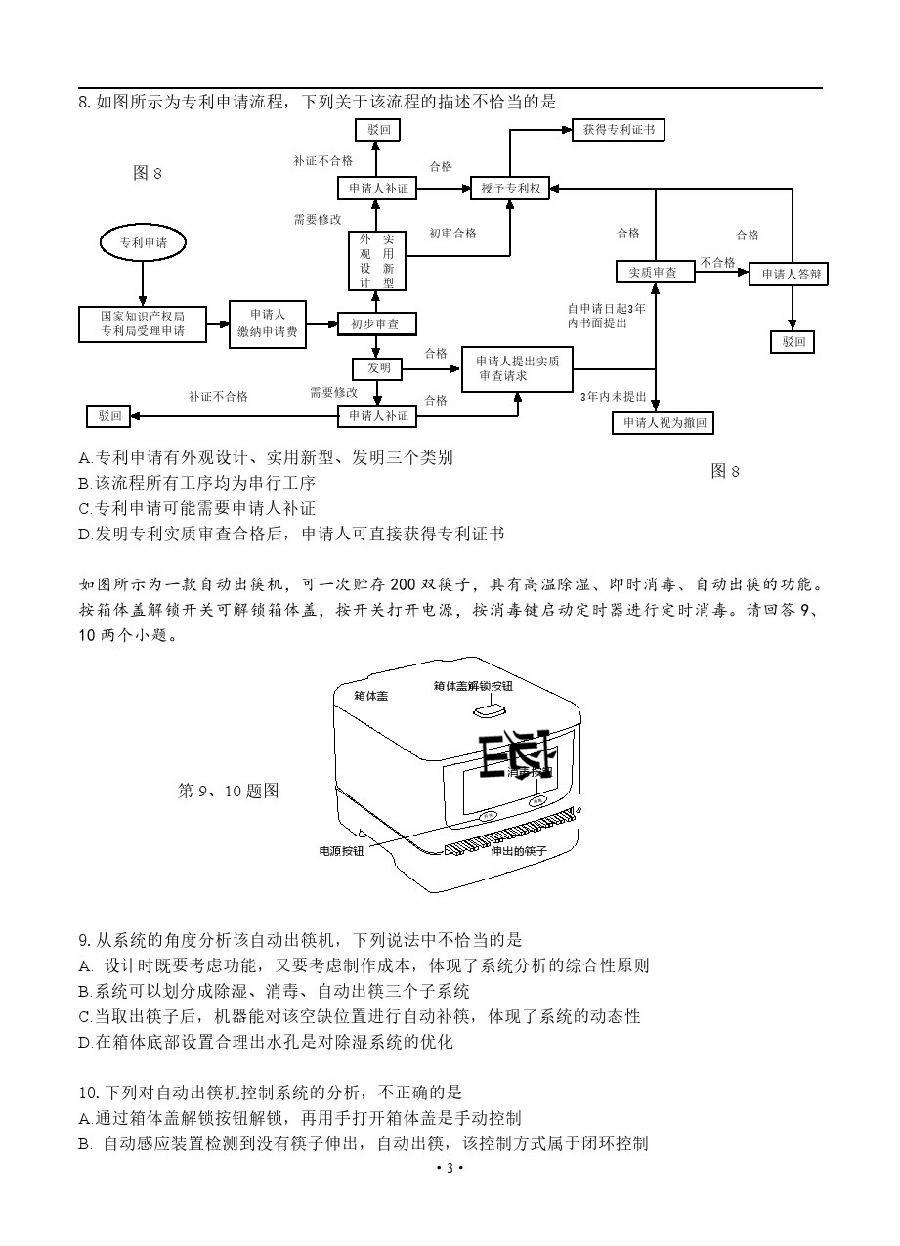 8. 如图所示为专利申请流程，下列关于该流程的描述不恰当的是
驳回
获得专利证书
补证不合格
合格
图 8
申请人补证
授予专利权
需要修改
初审合格
外观设计
实用新型
合格
合格
专利申请
实质审查
不合格
申请人答辩
国家知识产权局
专利局受理申请
申请人
缴纳申请费
初步审查
自申请日起3年
内书面提出
驳回
合格
发明
申请人提出实质
审查请求
需要修改
补证不合格
驳回
申请人补证
合格
3年内未提出
申请人视为撤回
A.专利申请有外观设计、实用新型、发明三个类别
图 8
B.该流程所有工序均为串行工序
C.专利申请可能需要申请人补证
D.发明专利实质审查合格后，申请人可直接获得专利证书
如图所示为一款自动出筷机，可一次贮存 200 双筷子，具有高温除湿、即时消毒、自动出筷的功能。
按箱体盖解锁开关可解锁箱体盖，按开关打开电源，按消毒键启动定时器进行定时消毒。请回答 9、
10 两个小题。
箱体盖
箱体盖解锁按钮
消毒按钮
第 9、10 题图
电源按钮
伸出的筷子
9. 从系统的角度分析该自动出筷机，下列说法中不恰当的是
A. 设计时既要考虑功能，又要考虑制作成本，体现了系统分析的综合性原则
B.系统可以划分成除湿、消毒、自动出筷三个子系统
C.当取出筷子后，机器能对该空缺位置进行自动补筷，体现了系统的动态性
D.在箱体底部设置合理出水孔是对除湿系统的优化
10. 下列对自动出筷机控制系统的分析，不正确的是
A.通过箱体盖解锁按钮解锁，再用手打开箱体盖是手动控制
B. 自动感应装置检测到没有筷子伸出，自动出筷，该控制方式属于闭环控制
·3·